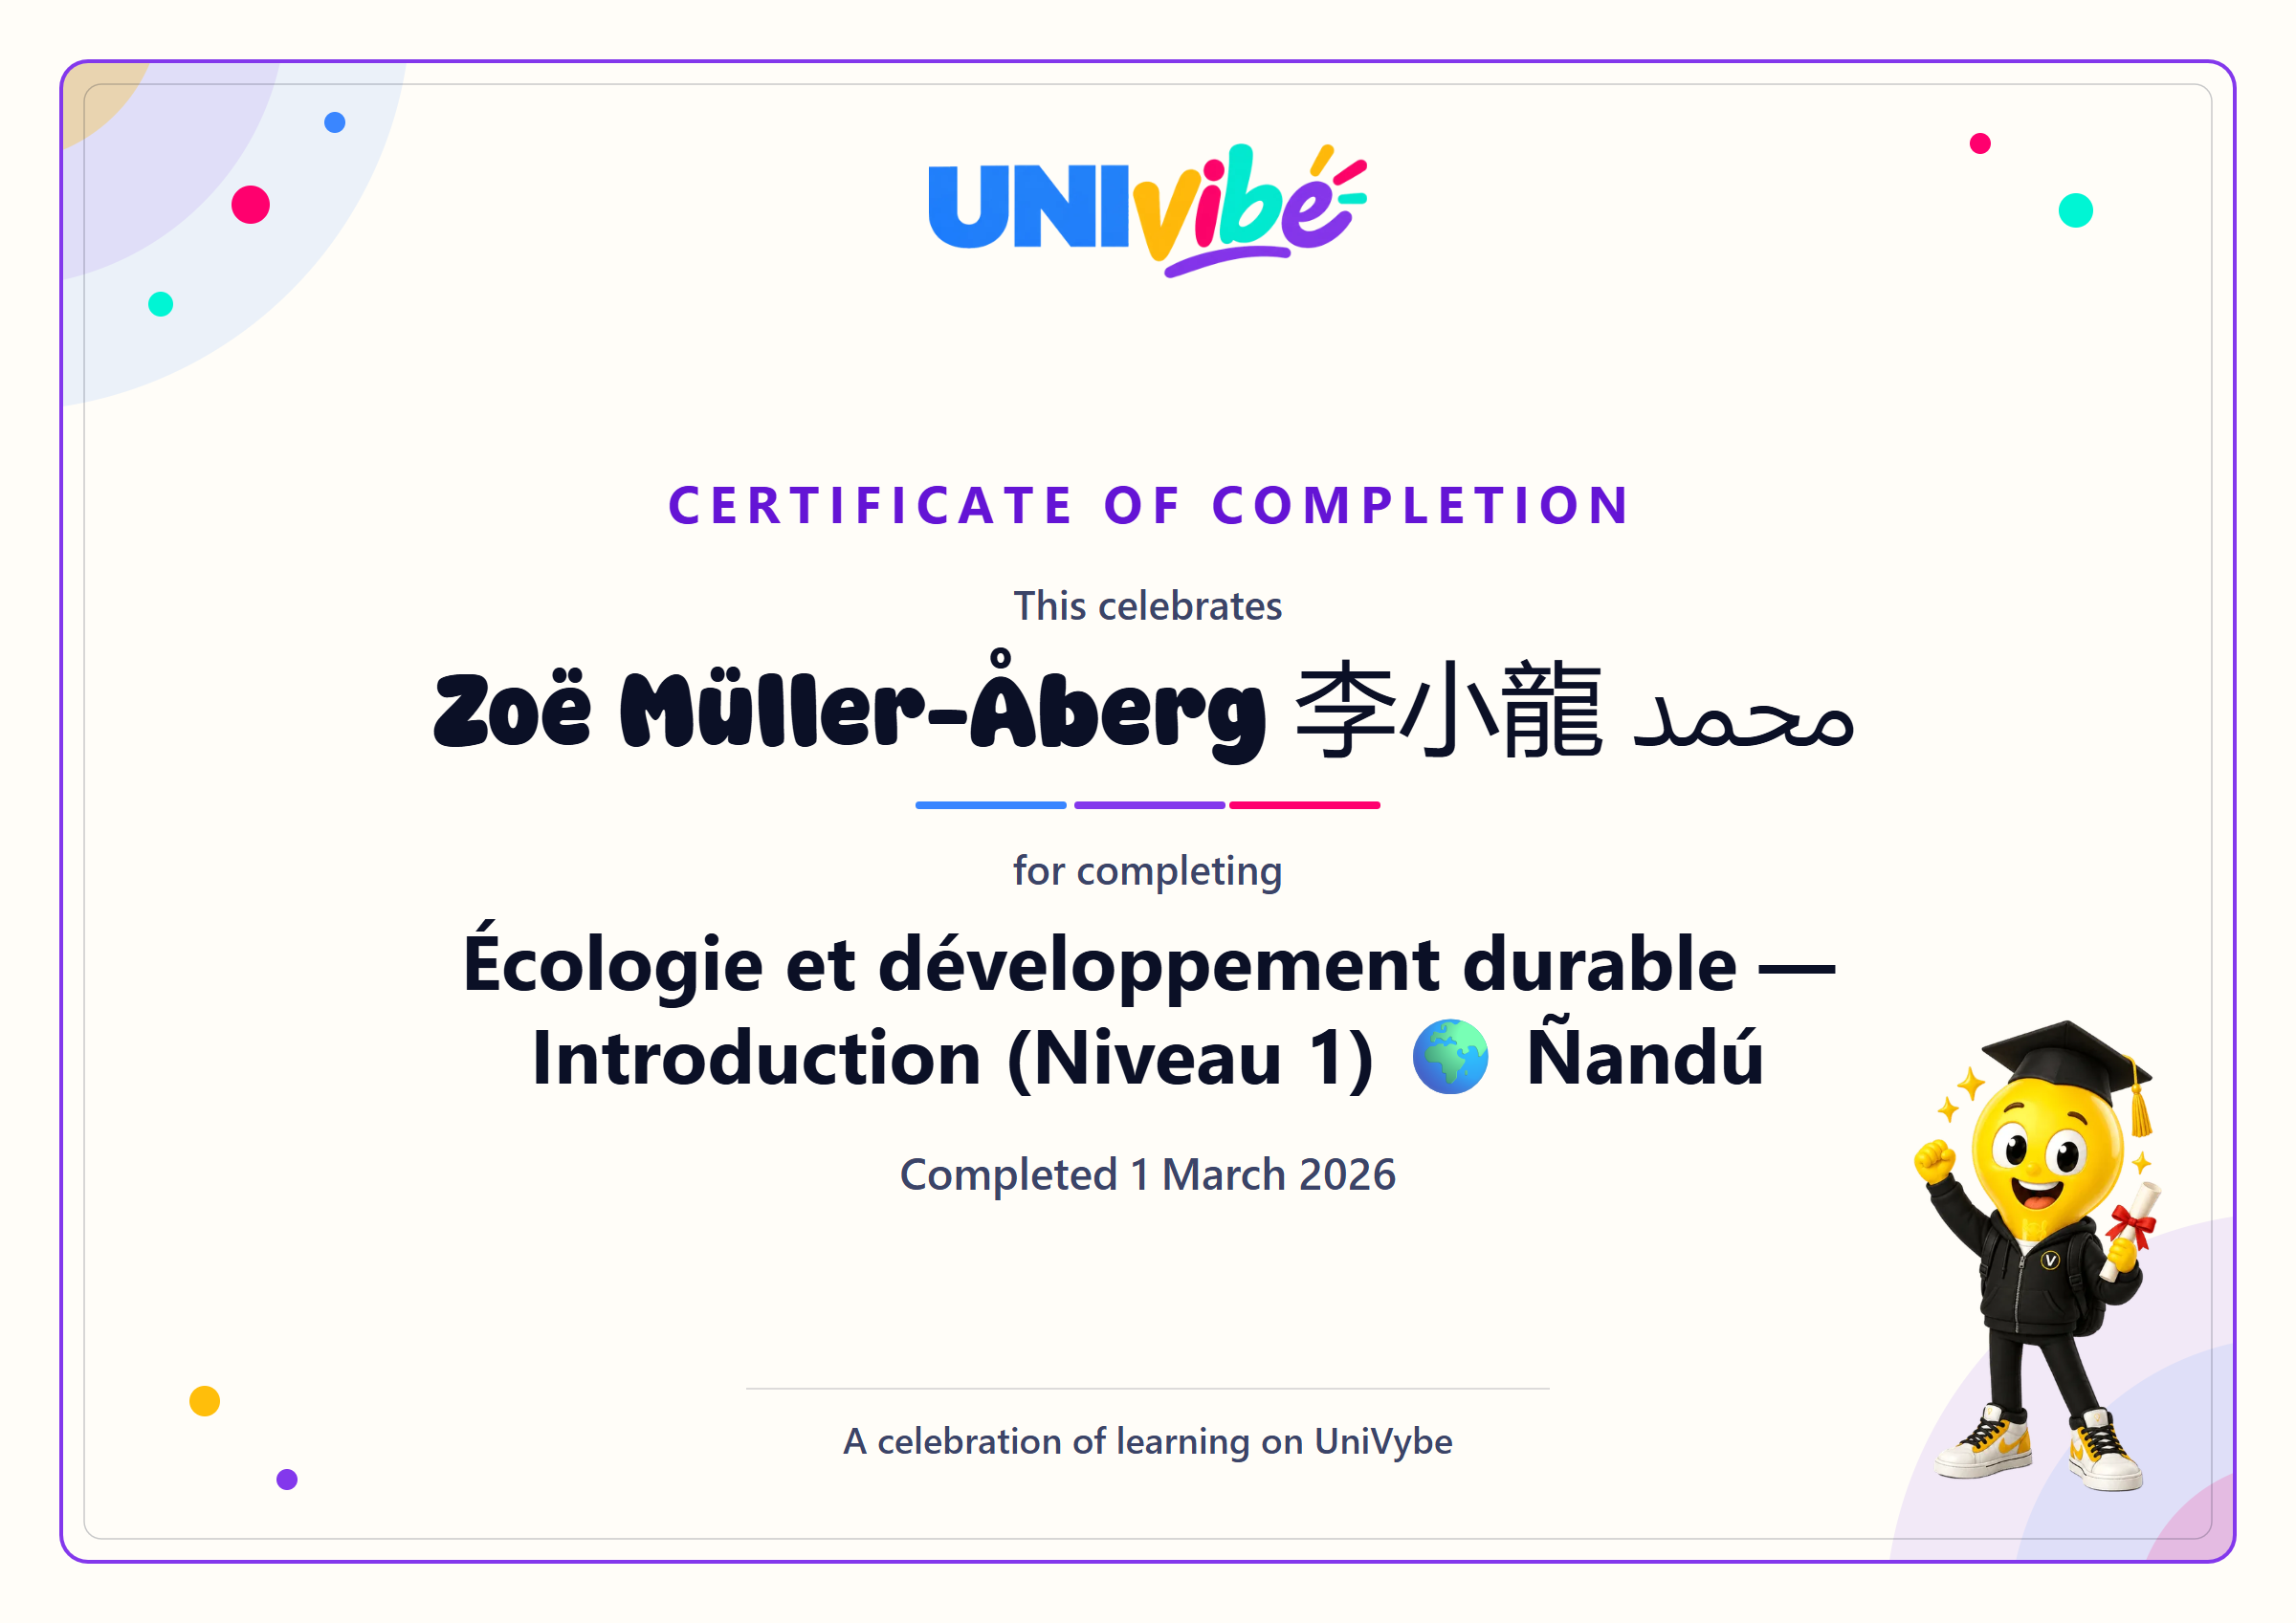 UNIvibe
CERTIFICATE OF COMPLETION
This celebrates
Zoë Müller-Åberg 李小龍 محمد
for completing
Écologie et développement durable —
Introduction (Niveau 1) 🌍 Ñandú
Completed 1 March 2026
V
A celebration of learning on UniVybe